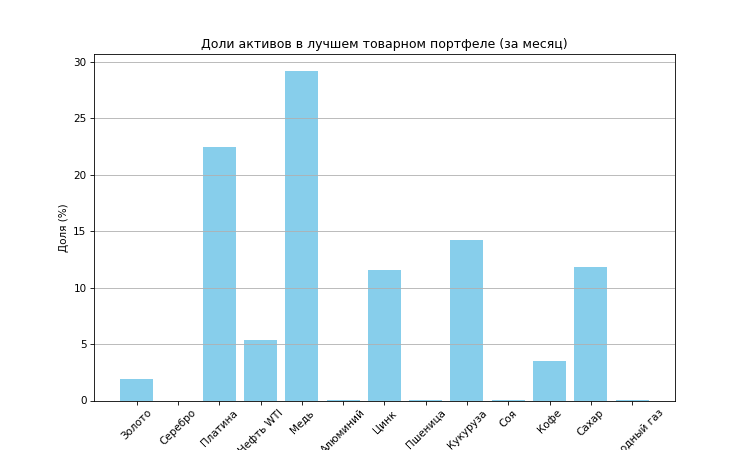 Доли активов в лучшем товарном портфеле (за месяц)
Доля (%)
30
25
20
15
10
5
0
Золото
Серебро
Платина
Нефть WTI
Медь
Алюминий
Цинк
Пшеница
Кукуруза
Соя
Кофе
Сахар
газ